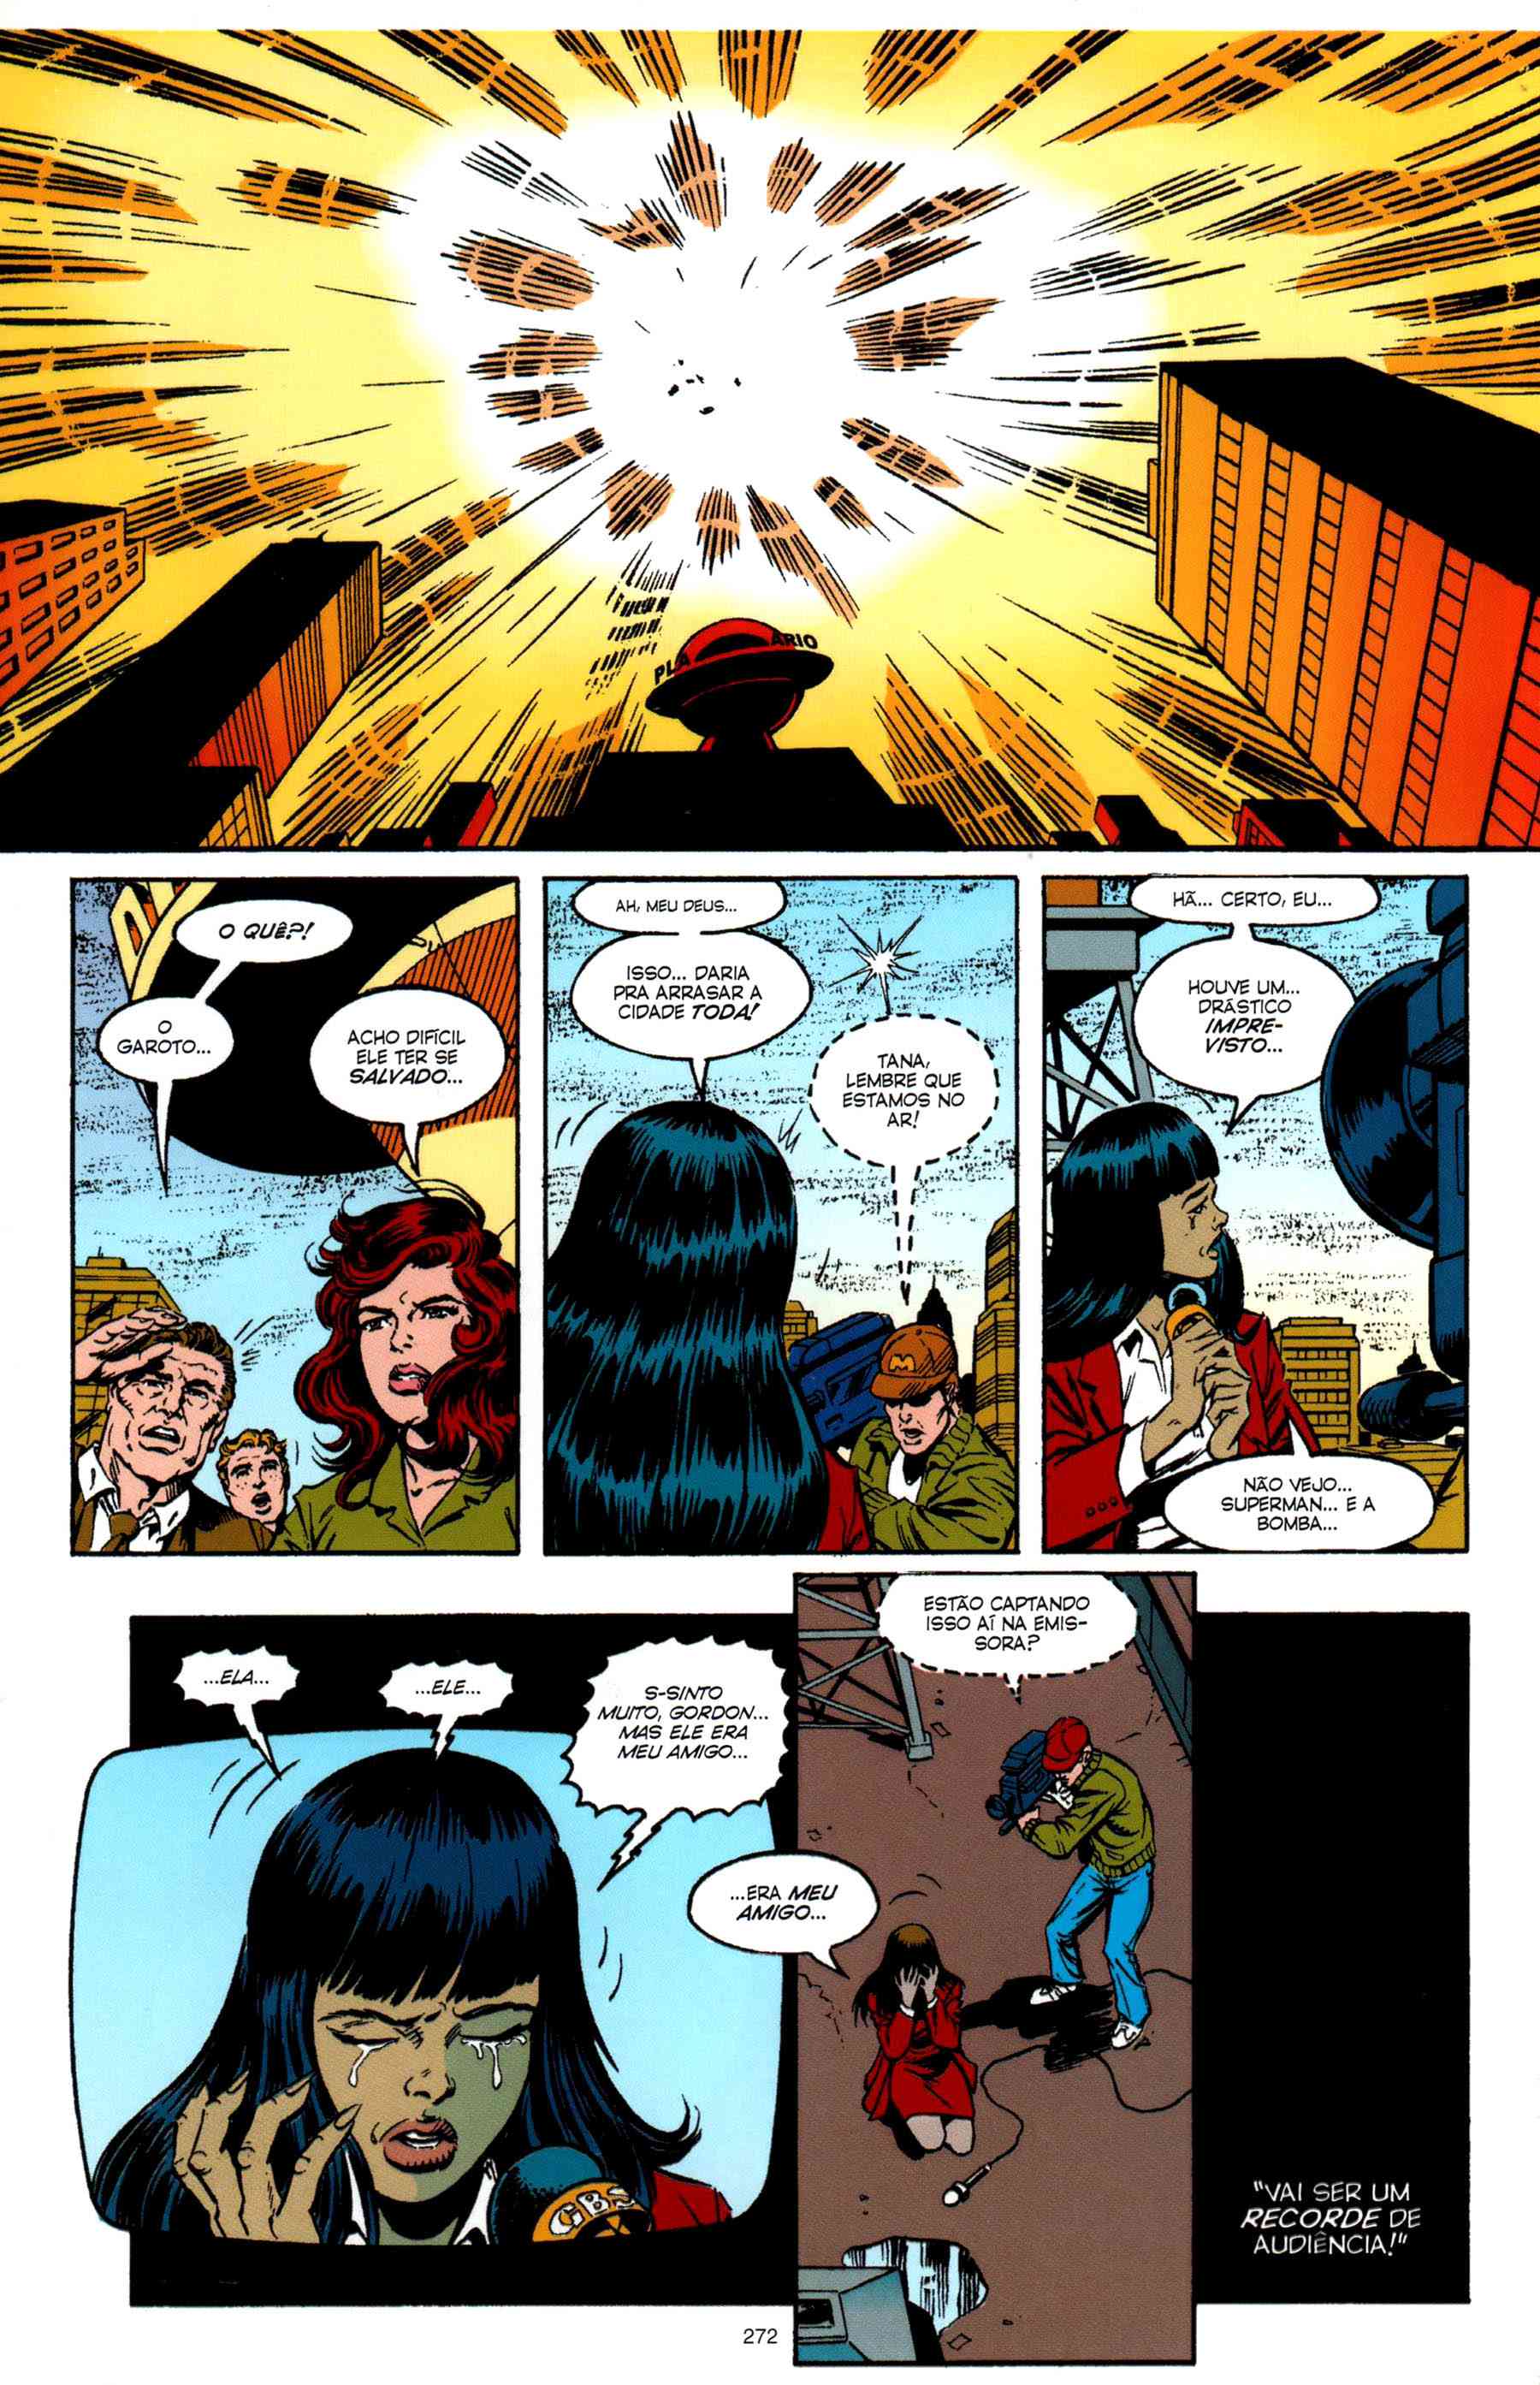 PLA
ÁRIO
O QUÊ?!
O
GAROTO...
ACHO DIFÍCIL
ELE TER SE
SALVADO...
AH, MEU DEUS...
ISSO... DARIA
PRA ARRASAR A
CIDADE TODA!
TANA,
LEMBRE QUE
ESTAMOS NO
AR!
M
HÃ... CERTO, EU...
HOUVE UM...
DRÁSTICO
IMPRE-
VISTO...
NÃO VEJO...
SUPERMAN... E A
BOMBA...
...ELA...
...ELE...
S-SINTO
MUITO, GORDON...
MAS ELE ERA
MEU AMIGO...
GBS
ESTÃO CAPTANDO
ISSO AÍ NA EMIS-
SORA?
...ERA MEU
AMIGO...
"VAI SER UM
RECORDE DE
AUDIÊNCIA!"
272